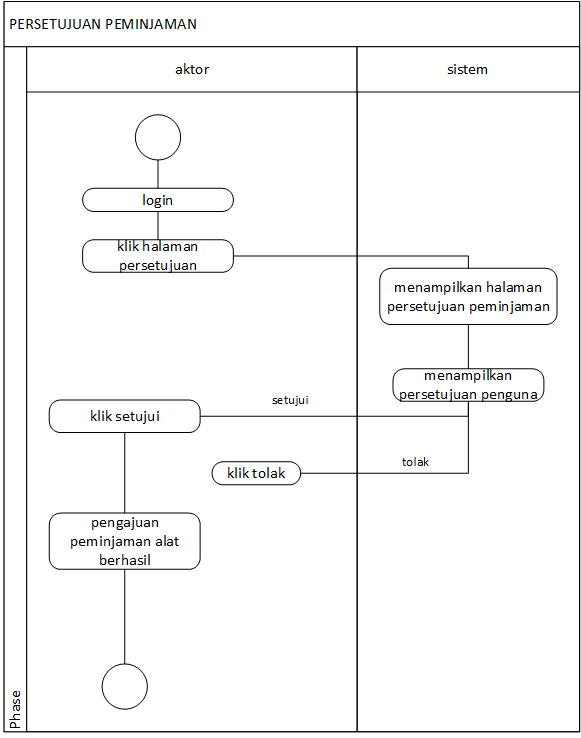 PERSETUJUAN PEMINJAMAN
aktor
sistem
login
klik halaman
persetujuan
menampilkan halaman
persetujuan peminjaman
menampilkan
persetujuan penguna
setujui
klik setujui
tolak
klik tolak
pengajuan
peminjaman alat
berhasil
Phase